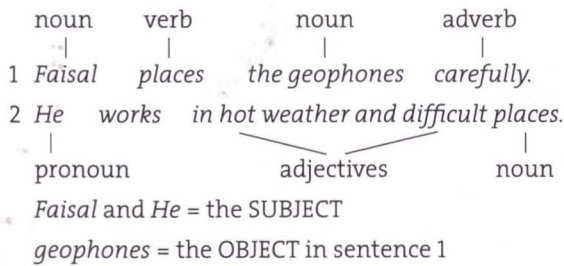 noun verb noun adverb
1 Faisal places the geophones carefully.
2 He works in hot weather and difficult places.
pronoun adjectives noun
Faisal and He = the SUBJECT
geophones = the OBJECT in sentence 1